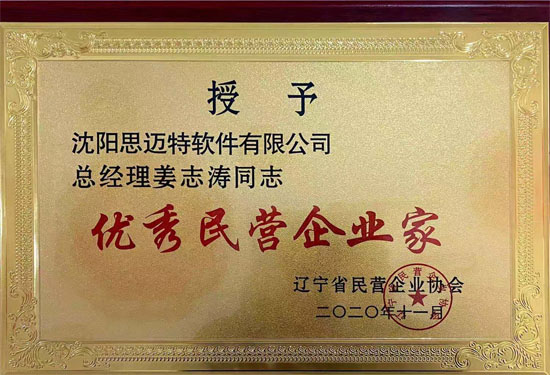 授予
沈阳思迈特软件有限公司
总经理姜志涛同志
优秀民营企业家
辽宁省民营企业协会
二〇二〇年十一月